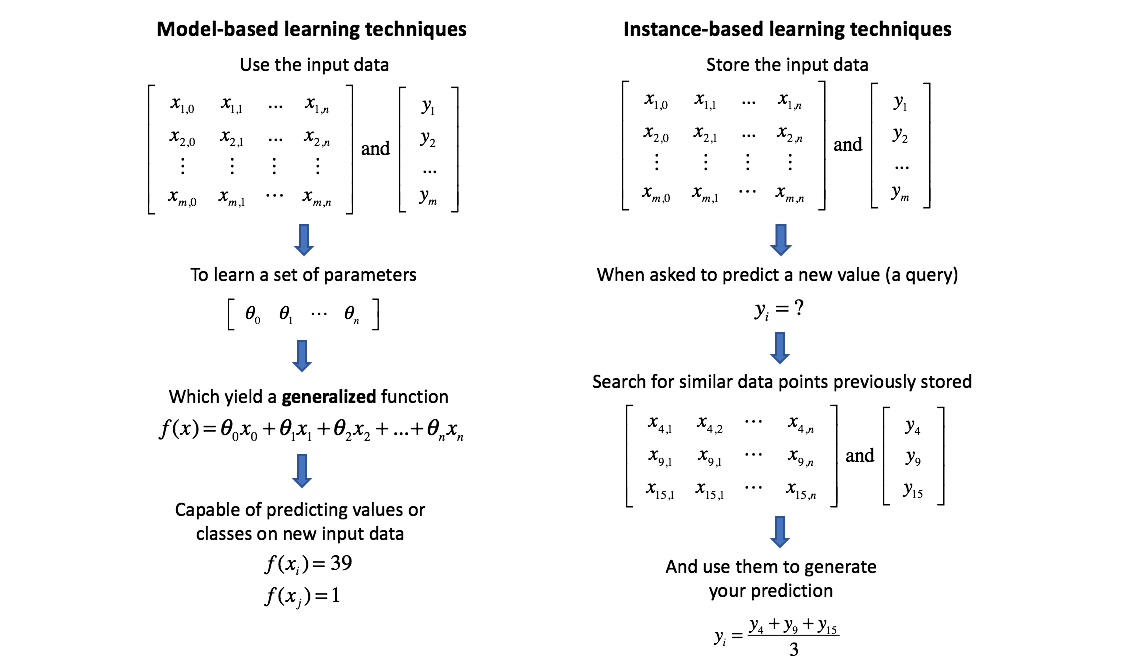 Model-based learning techniques
Use the input data
x1,0 x1,1 ... x1,n
x2,0 x2,1 ... x2,n
⋮ ⋮ ⋮ ⋮
xm,0 xm,1 ... xm,n
and
y1
y2
...
ym
To learn a set of parameters
[ θ0 θ1 ... θn ]
Which yield a generalized function
f(x)=θ0x0+θ1x1+θ2x2+...+θnxn
Capable of predicting values or
classes on new input data
f(xi)=39
f(xj)=1
Instance-based learning techniques
Store the input data
x1,0 x1,1 ... x1,n
x2,0 x2,1 ... x2,n
⋮ ⋮ ⋮ ⋮
xm,0 xm,1 ... xm,n
and
y1
y2
...
ym
When asked to predict a new value (a query)
yi=?
Search for similar data points previously stored
x4,1 x4,2 ... x4,n
x9,1 x9,1 ... x9,n
x15,1 x15,1 ... x15,n
and
y4
y9
y15
And use them to generate
your prediction
yi = y4+y9+y15
3